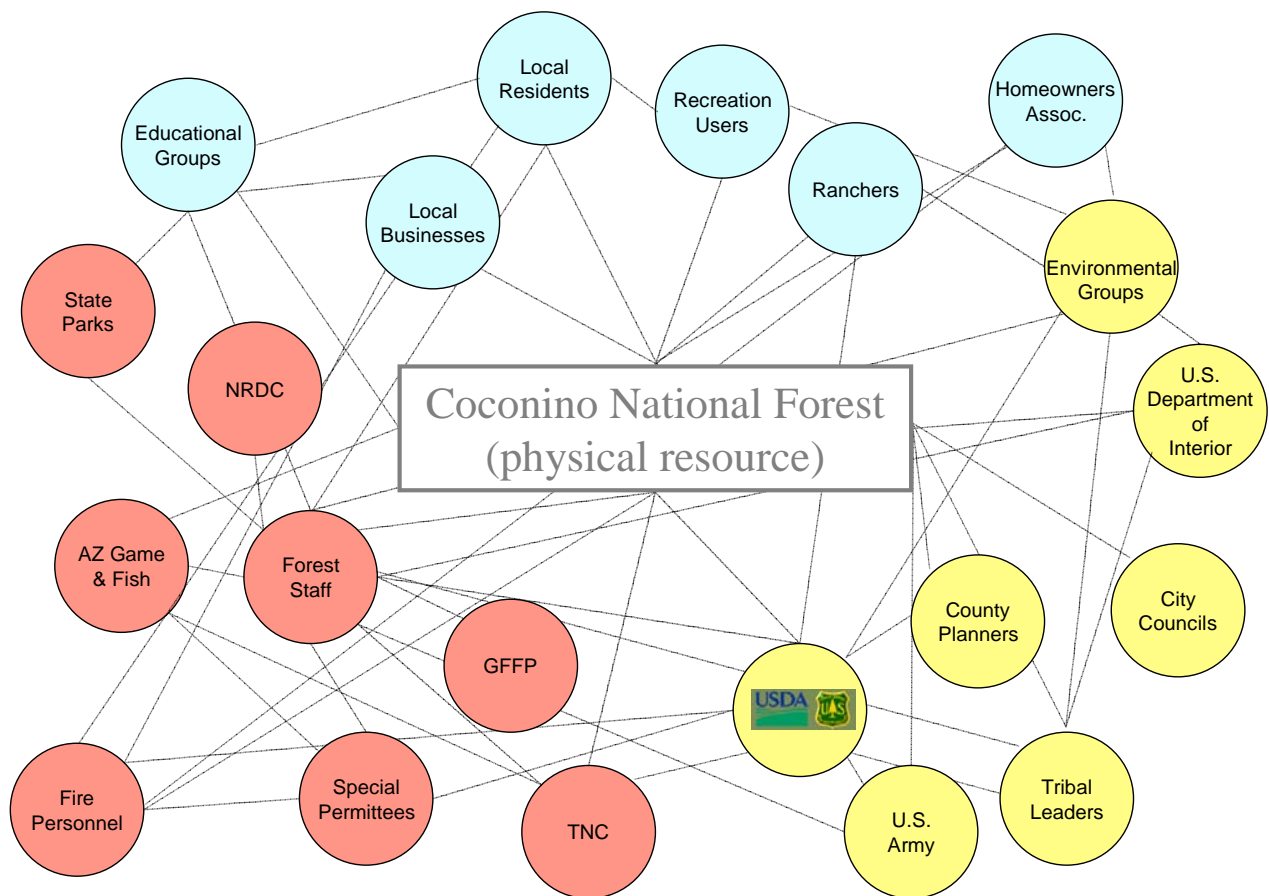 Local
Residents
Recreation
Users
Homeowners
Assoc.
Educational
Groups
Ranchers
Local
Businesses
Environmental
Groups
State
Parks
NRDC
U.S.
Department
of
Interior
Coconino National Forest
(physical resource)
AZ Game
& Fish
Forest
Staff
County
Planners
City
Councils
GFFP
USDA
UAS
Fire
Personnel
Special
Permittees
TNC
U.S.
Army
Tribal
Leaders